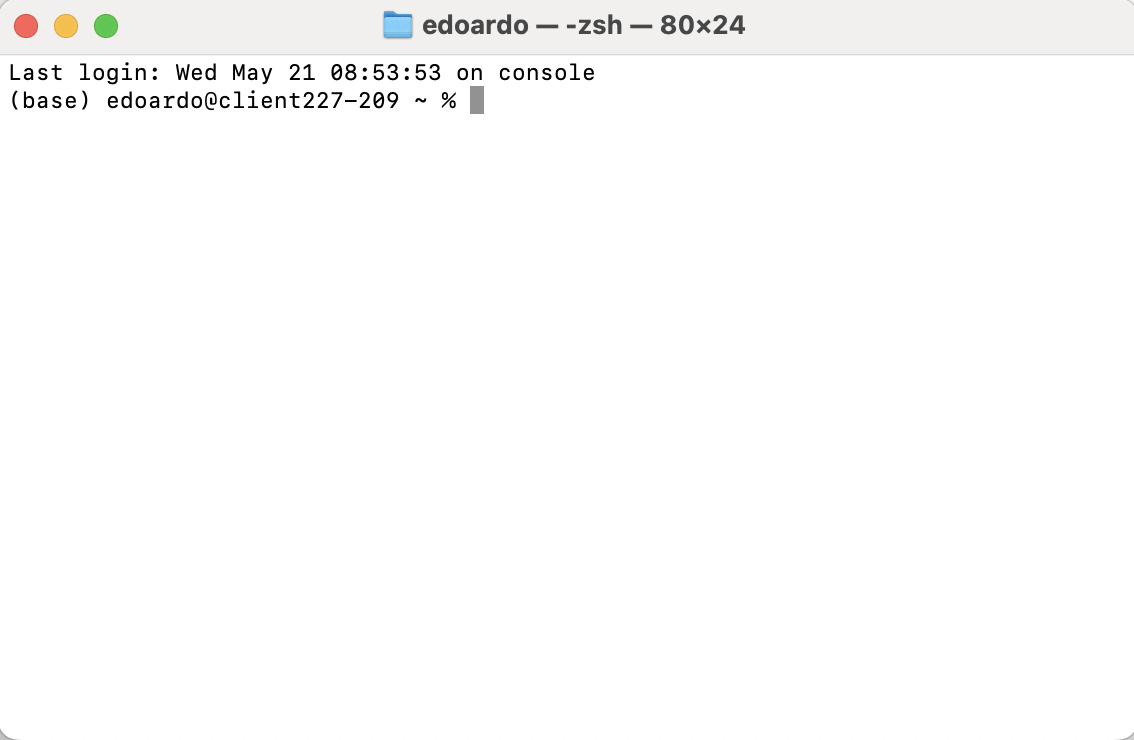 edoardo — -zsh — 80×24
Last login: Wed May 21 08:53:53 on console
(base) edoardo@client227-209 ~ %